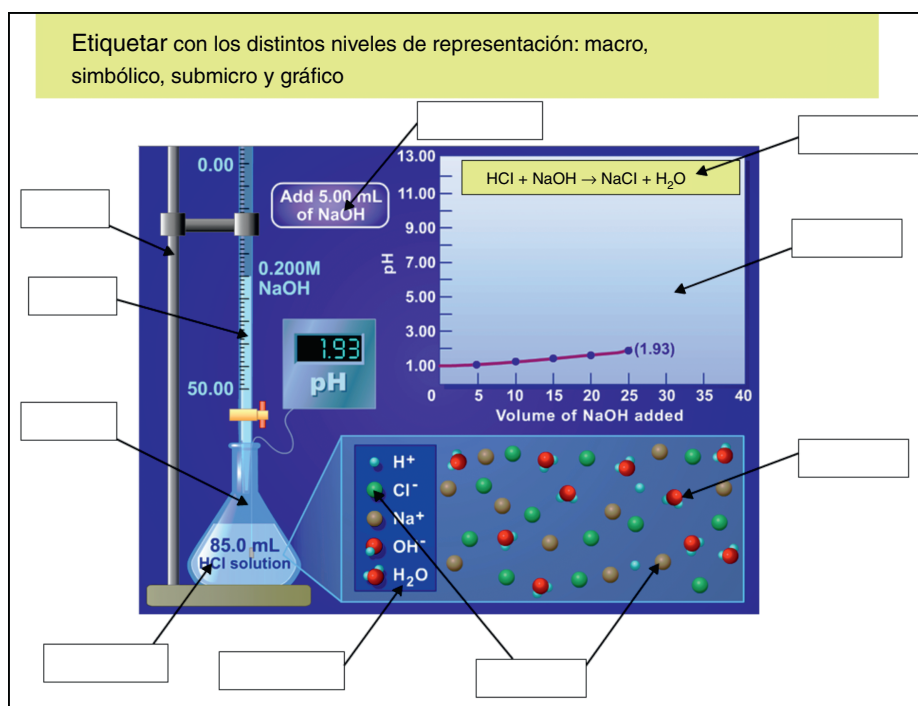 Etiquetar con los distintos niveles de representación: macro,
simbólico, submicro y gráfico
0.00
Add 5.00 mL
of NaOH
0.200M
NaOH
1.93
pH
50.00
85.0 mL
HCl solution
HCl + NaOH → NaCl + H₂O
pH
13.00
11.00
9.00
7.00
5.00
3.00
1.00
(1.93)
0 5 10 15 20 25 30 35 40
Volume of NaOH added
H⁺
Cl⁻
Na⁺
OH⁻
H₂O